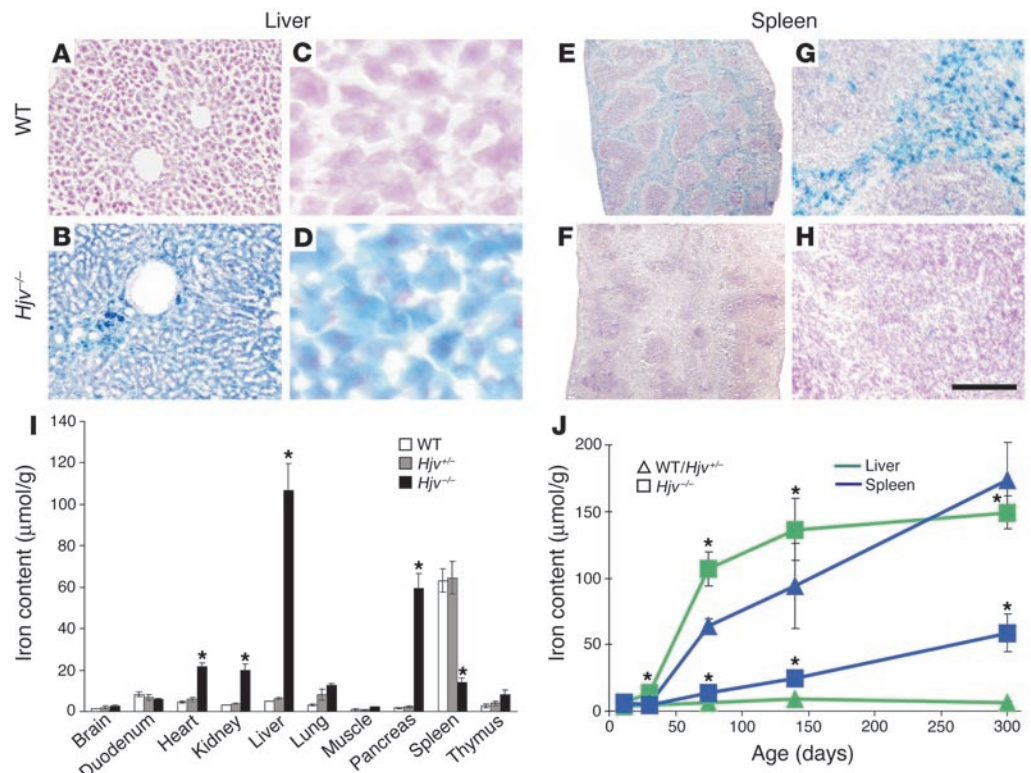 Liver
Spleen
A
C
E
G
WT
B
D
F
H
Hjv⁻/⁻
I
140
120
100
80
60
40
20
0
Iron content (μmol/g)
WT
Hjv⁺/⁻
Hjv⁻/⁻
*
*
*
*
*
Brain
Duodenum
Heart
Kidney
Liver
Lung
Muscle
Pancreas
Spleen
Thymus
J
200
150
100
50
0
Iron content (μmol/g)
WT/Hjv⁺/⁻
Hjv⁻/⁻
Liver
Spleen
*
*
*
*
*
*
*
0 50 100 150 200 250 300
Age (days)